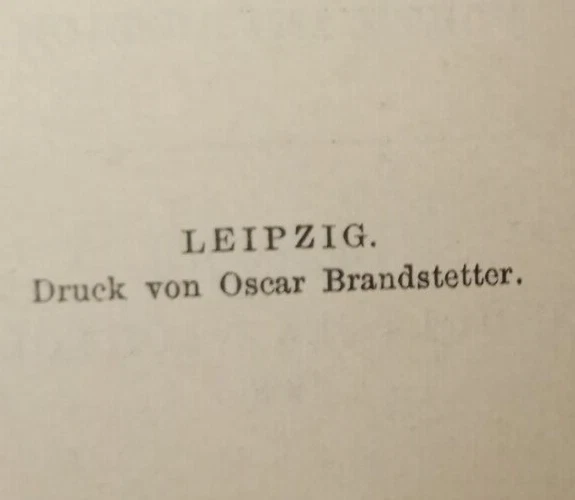 LEIPZIG.
Druck von Oscar Brandstetter.